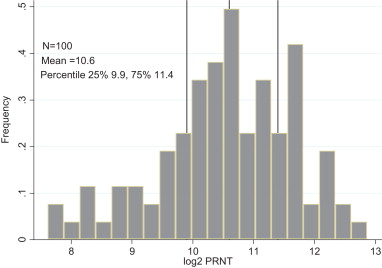 N=100
Mean =10.6
Percentile 25% 9.9, 75% 11.4
Frequency
.5
.4
.3
.2
.1
0
8
9
10
11
12
13
log2 PRNT